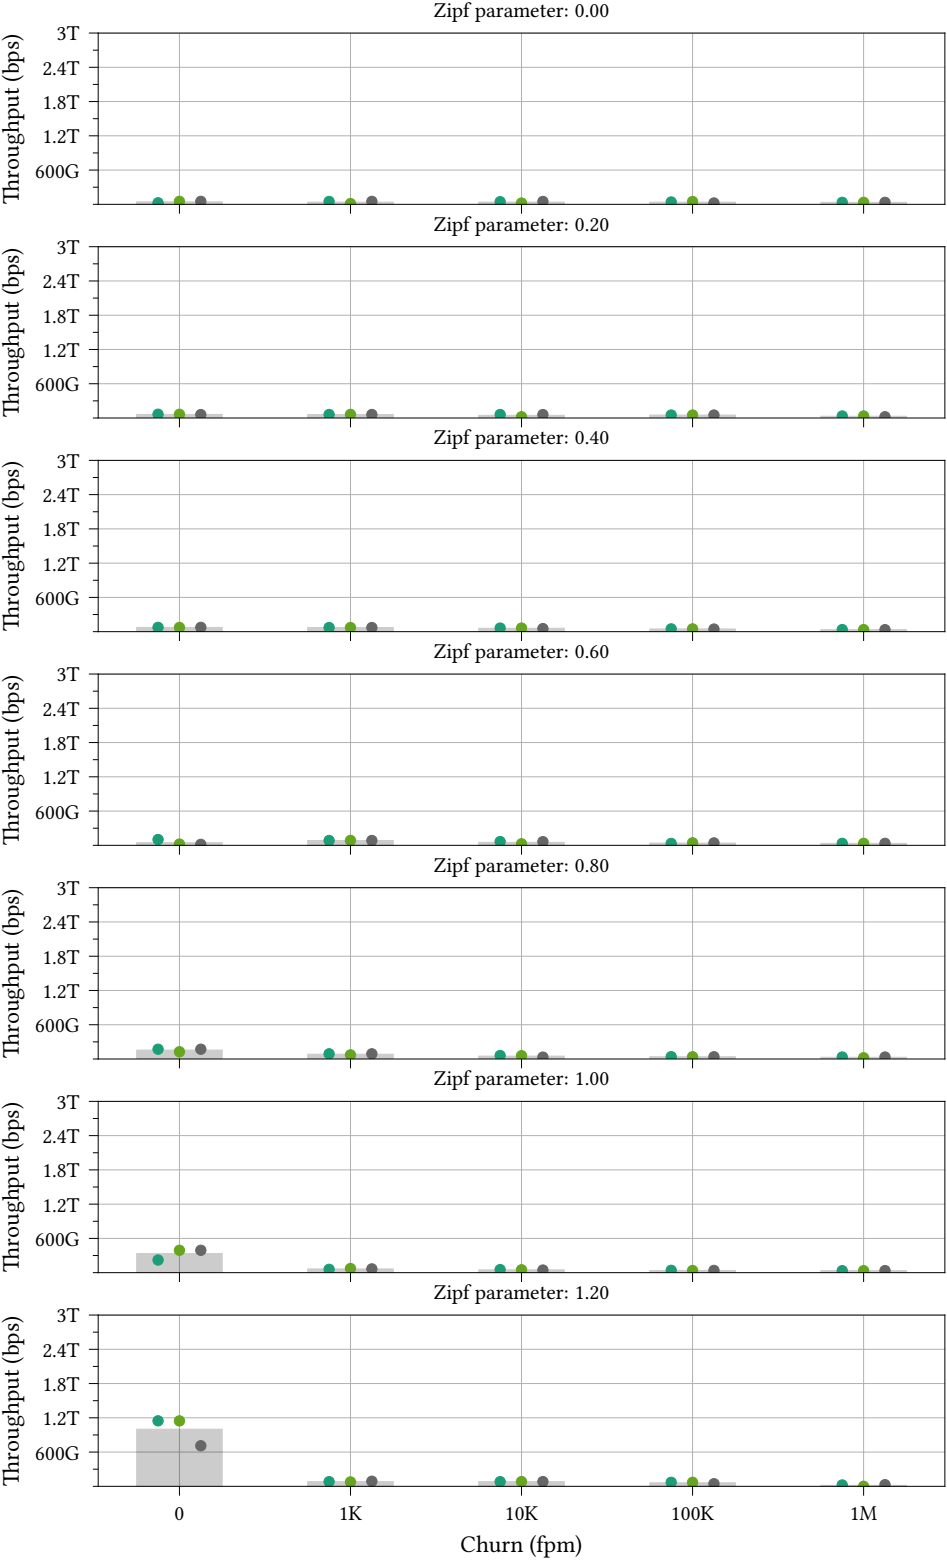 Zipf parameter: 0.00
3T
2.4T
1.8T
1.2T
600G
Throughput (bps)
Zipf parameter: 0.20
3T
2.4T
1.8T
1.2T
600G
Throughput (bps)
Zipf parameter: 0.40
3T
2.4T
1.8T
1.2T
600G
Throughput (bps)
Zipf parameter: 0.60
3T
2.4T
1.8T
1.2T
600G
Throughput (bps)
Zipf parameter: 0.80
3T
2.4T
1.8T
1.2T
600G
Throughput (bps)
Zipf parameter: 1.00
3T
2.4T
1.8T
1.2T
600G
Throughput (bps)
Zipf parameter: 1.20
3T
2.4T
1.8T
1.2T
600G
Throughput (bps)
0 1K 10K 100K 1M
Churn (fpm)